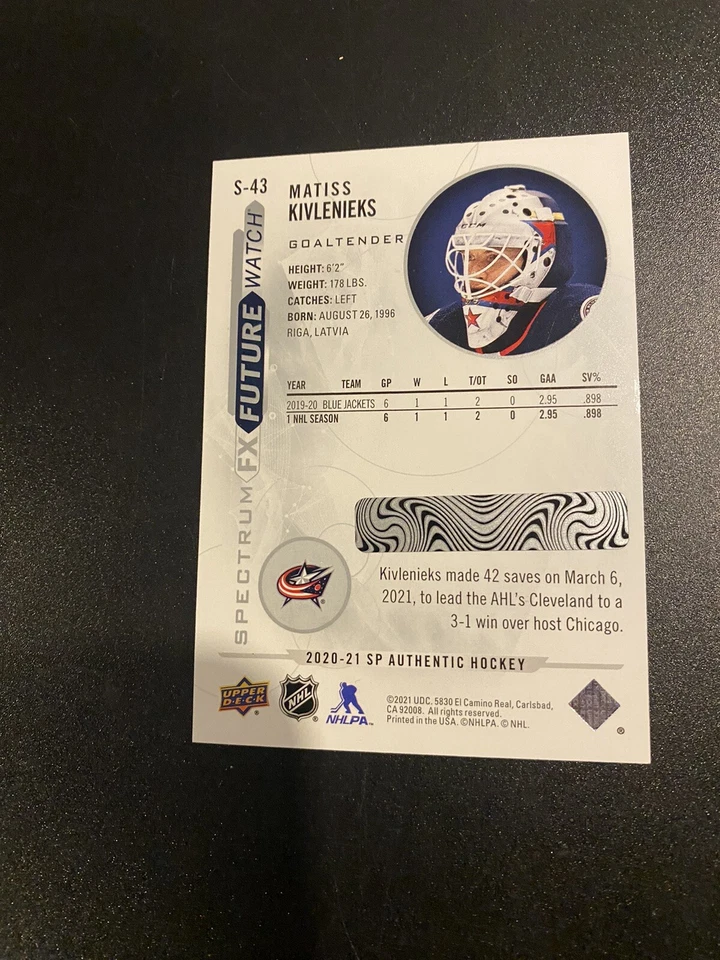 S-43
MATISS
KIVLENIEKS
GOALTENDER
HEIGHT: 6'2"
WEIGHT: 178 LBS.
CATCHES: LEFT
BORN: AUGUST 26, 1996
RIGA, LATVIA
SPECTRUM FX FUTURE WATCH
CCM
YEAR TEAM GP W L T/OT SO GAA SV%
2019-20 BLUE JACKETS 6 1 1 2 0 2.95 .898
1 NHL SEASON 6 1 1 2 0 2.95 .898
Kivlenieks made 42 saves on March 6,
2021, to lead the AHL's Cleveland to a
3-1 win over host Chicago.
®
2020-21 SP AUTHENTIC HOCKEY
UPPER
D·E·C·K
®
NHL
®
NHLPA™
©2021 UDC. 5830 El Camino Real, Carlsbad,
CA 92008. All rights reserved.
Printed in the USA. ©NHLPA. © NHL.
®